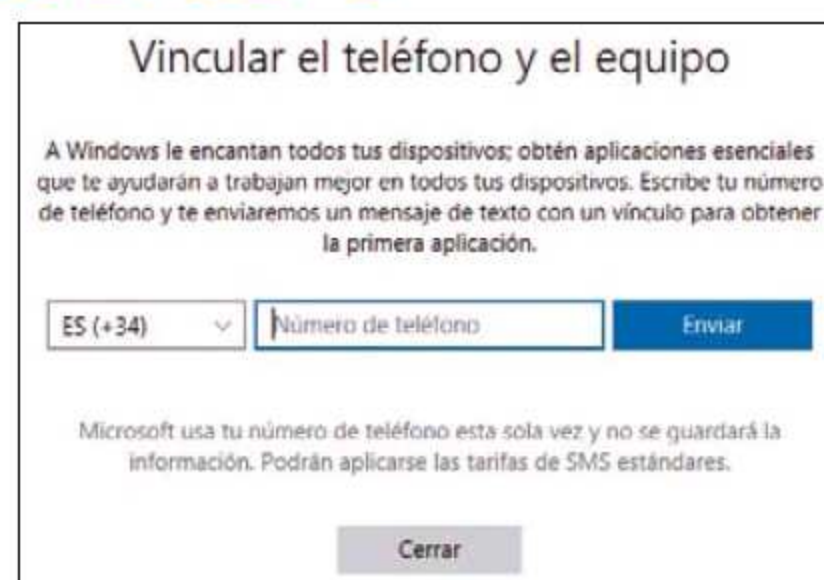 Vincular el teléfono y el equipo
A Windows le encantan todos tus dispositivos; obtén aplicaciones esenciales
que te ayudarán a trabajan mejor en todos tus dispositivos. Escribe tu número
de teléfono y te enviaremos un mensaje de texto con un vínculo para obtener
la primera aplicación.
ES (+34)
Número de teléfono
Enviar
Microsoft usa tu número de teléfono esta sola vez y no se guardará la
información. Podrán aplicarse las tarifas de SMS estándares.
Cerrar